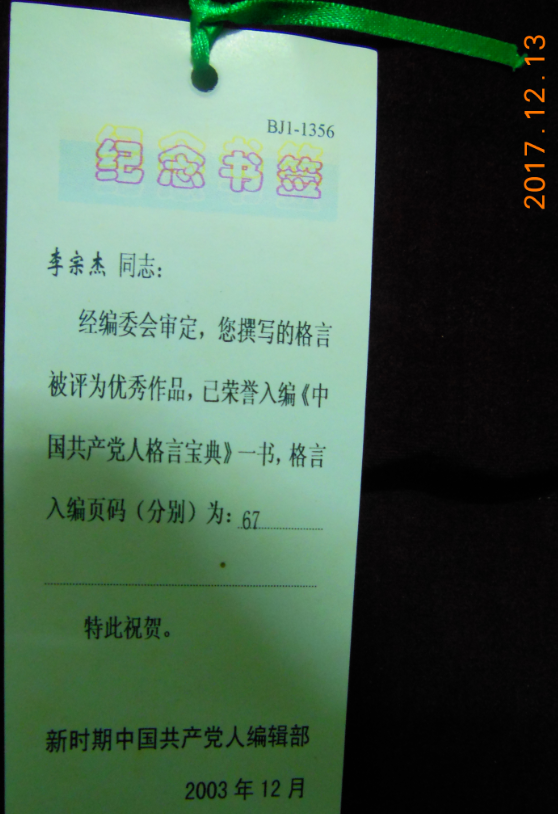 BJ1-1356
纪念书签
李宗杰 同志：
经编委会审定，您撰写的格言
被评为优秀作品，已荣誉入编《中
国共产党人格言宝典》一书，格言
入编页码（分别）为：67
特此祝贺。
新时期中国共产党人编辑部
2003 年 12 月
2017.12.13